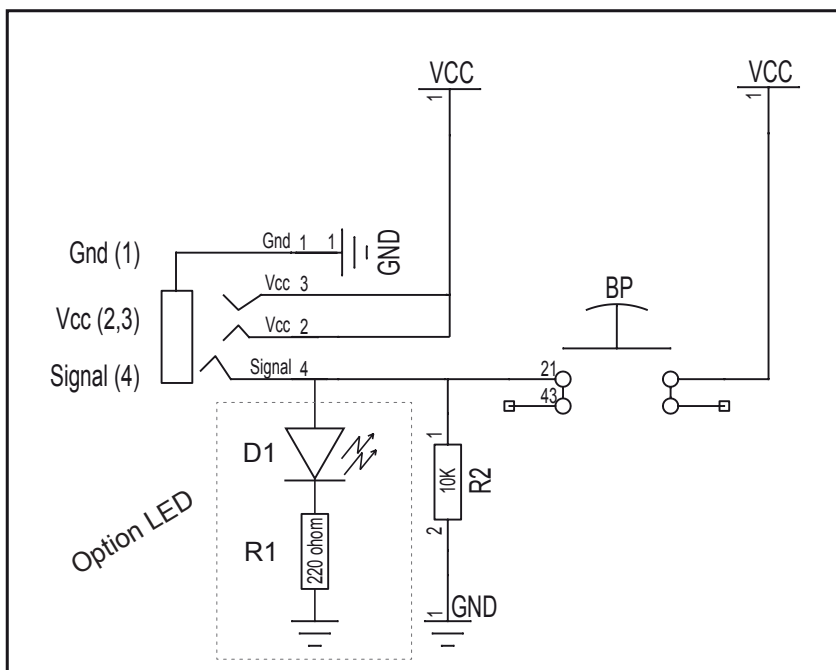 VCC
1
VCC
1
Gnd (1)
Gnd 1
1
GND
Vcc 3
Vcc (2,3)
Vcc 2
BP
Signal (4)
Signal 4
21
43
D1
1
10K
R2
2
Option LED
R1
220 ohom
1
GND